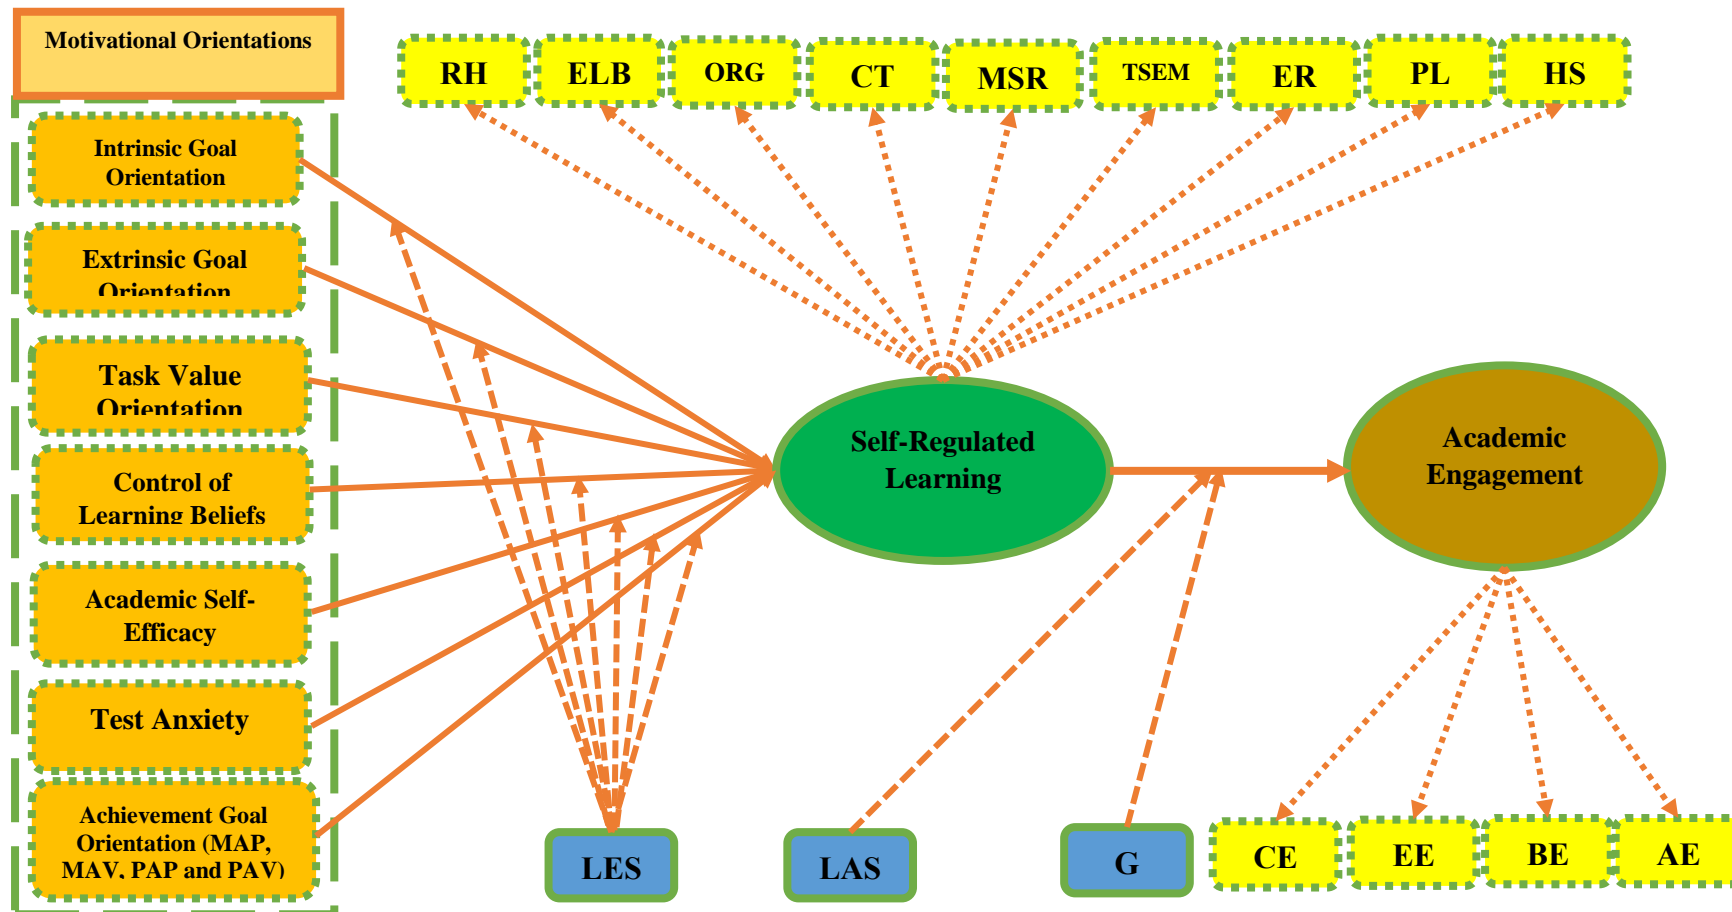 Motivational Orientations
RH
ELB
ORG
CT
MSR
TSEM
ER
PL
HS
Intrinsic Goal
Orientation
Extrinsic Goal
Orientation
Task Value
Orientation
Control of
Learning Beliefs
Academic Self-
Efficacy
Test Anxiety
Achievement Goal
Orientation (MAP,
MAV, PAP and PAV)
Self-Regulated
Learning
Academic
Engagement
LES
LAS
G
CE
EE
BE
AE